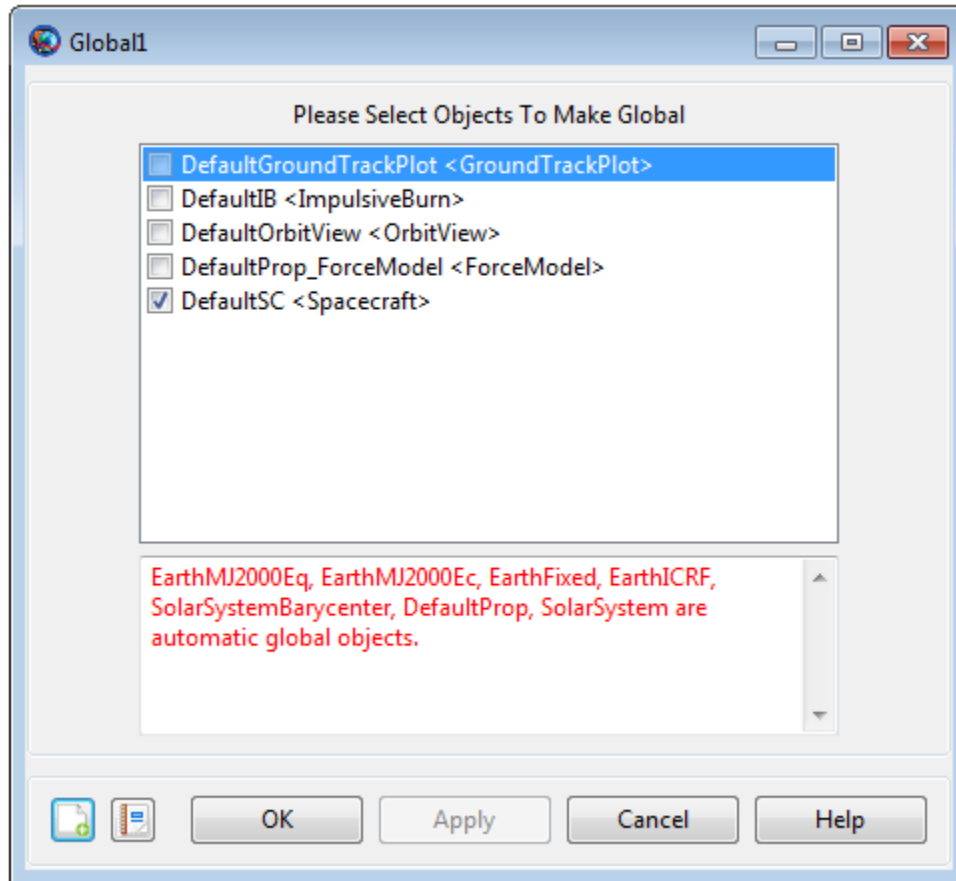 Global1
Please Select Objects To Make Global
DefaultGroundTrackPlot <GroundTrackPlot>
DefaultIB <ImpulsiveBurn>
DefaultOrbitView <OrbitView>
DefaultProp_ForceModel <ForceModel>
DefaultSC <Spacecraft>
EarthMJ2000Eq, EarthMJ2000Ec, EarthFixed, EarthICRF,
SolarSystemBarycenter, DefaultProp, SolarSystem are
automatic global objects.
OK Apply Cancel Help